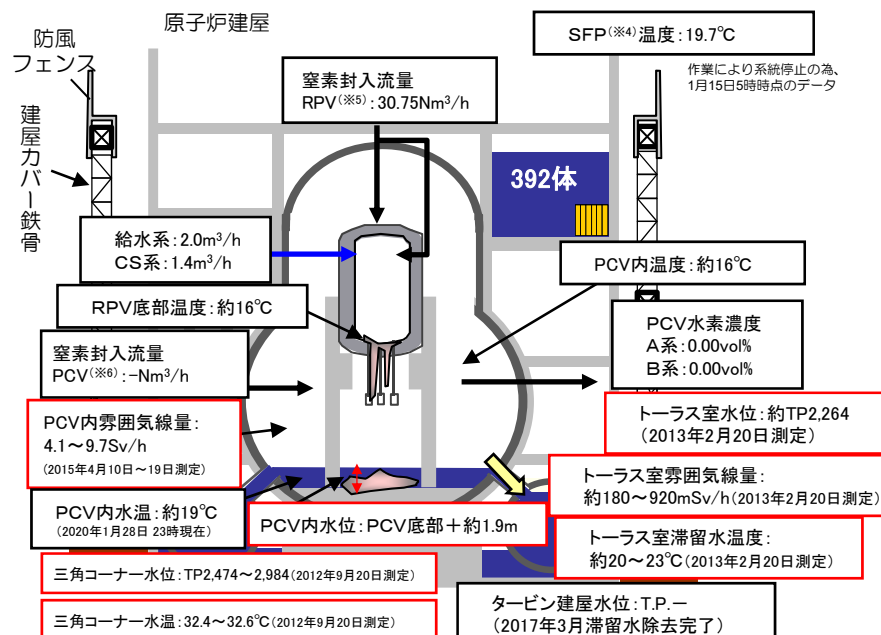 原子炉建屋
防風
フェンス
建屋カバー鉄骨
SFP(※4)温度:19.7℃
作業により系統停止の為、
1月15日5時時点のデータ
窒素封入流量
RPV(※5):30.75Nm³/h
392体
給水系:2.0m³/h
CS系:1.4m³/h
PCV内温度:約16℃
RPV底部温度:約16℃
PCV水素濃度
A系:0.00vol%
B系:0.00vol%
窒素封入流量
PCV(※6):-Nm³/h
トーラス室水位:約TP2,264
(2013年2月20日測定)
PCV内雰囲気線量:
4.1~9.7Sv/h
(2015年4月10日~19日測定)
トーラス室雰囲気線量:
約180~920mSv/h(2013年2月20日測定)
PCV内水温:約19℃
(2020年1月28日 23時現在)
PCV内水位:PCV底部+約1.9m
トーラス室滞留水温度:
約20~23℃(2013年2月20日測定)
三角コーナー水位:TP2,474~2,984(2012年9月20日測定)
三角コーナー水温:32.4~32.6℃(2012年9月20日測定)
タービン建屋水位:T.P.-
(2017年3月滞留水除去完了)